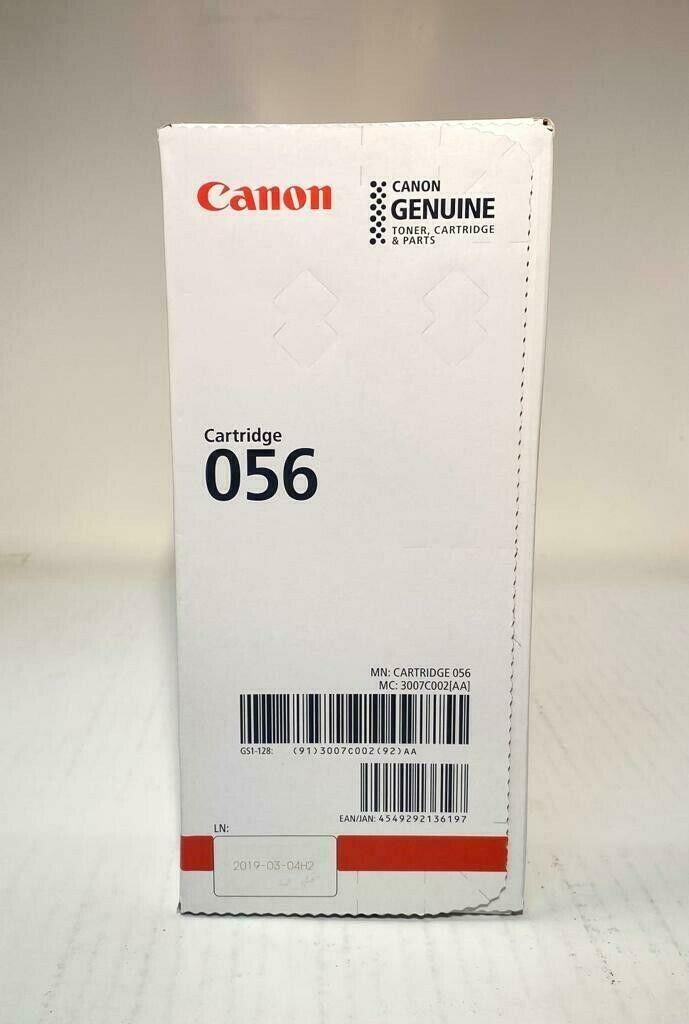 Canon
CANON
GENUINE
TONER, CARTRIDGE
& PARTS
Cartridge
056
MN: CARTRIDGE 056
MC: 3007C002[AA]
GS1-128: (91)3007C002(92)AA
EAN/JAN: 4549292136197
LN:
2019-03-04H2